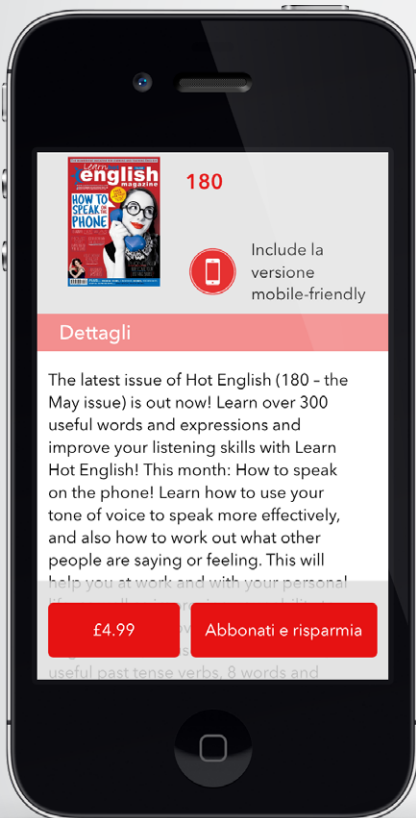 Learn
english
magazine
HOW TO
SPEAK ON
THE
PHONE
180
Include la
versione
mobile-friendly
Dettagli
The latest issue of Hot English (180 – the
May issue) is out now! Learn over 300
useful words and expressions and
improve your listening skills with Learn
Hot English! This month: How to speak
on the phone! Learn how to use your
tone of voice to speak more effectively,
and also how to work out what other
people are saying or feeling. This will
help you at work and with your personal
£4.99
Abbonati e risparmia
useful past tense verbs, 8 words and